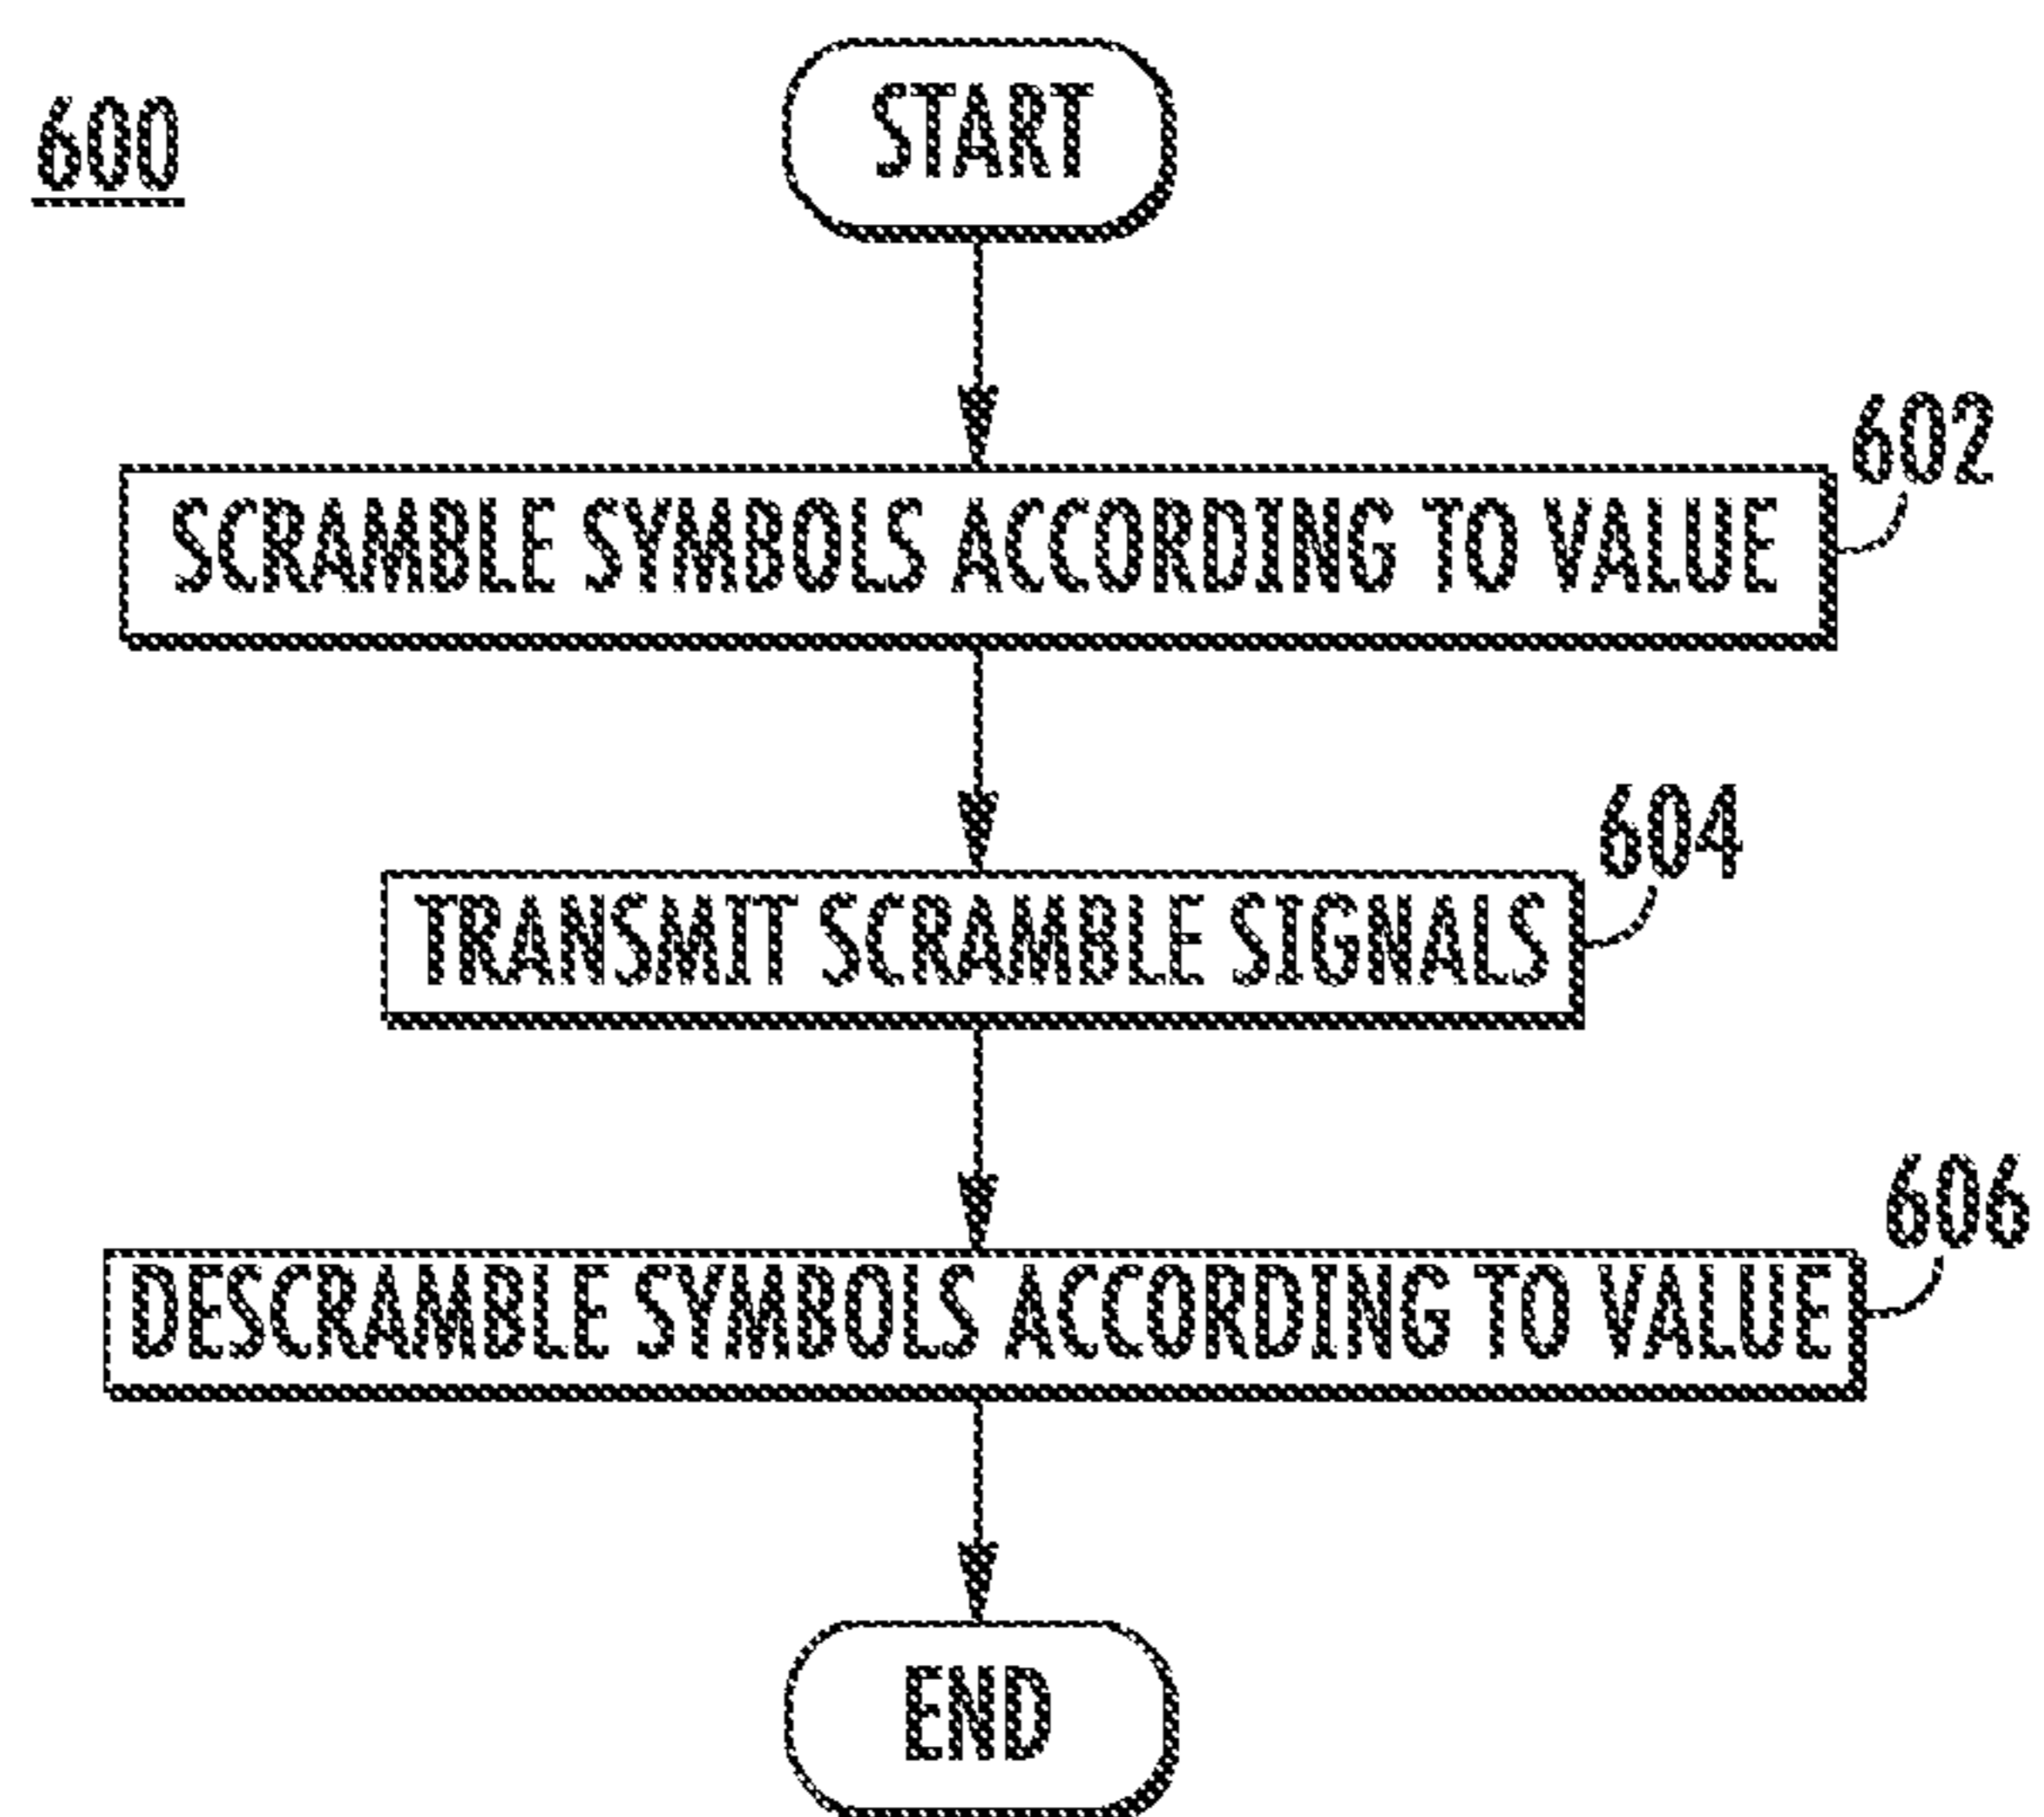 600
START
602
SCRAMBLE SYMBOLS ACCORDING TO VALUE
604
TRANSMIT SCRAMBLE SIGNALS
606
DESCRAMBLE SYMBOLS ACCORDING TO VALUE
END